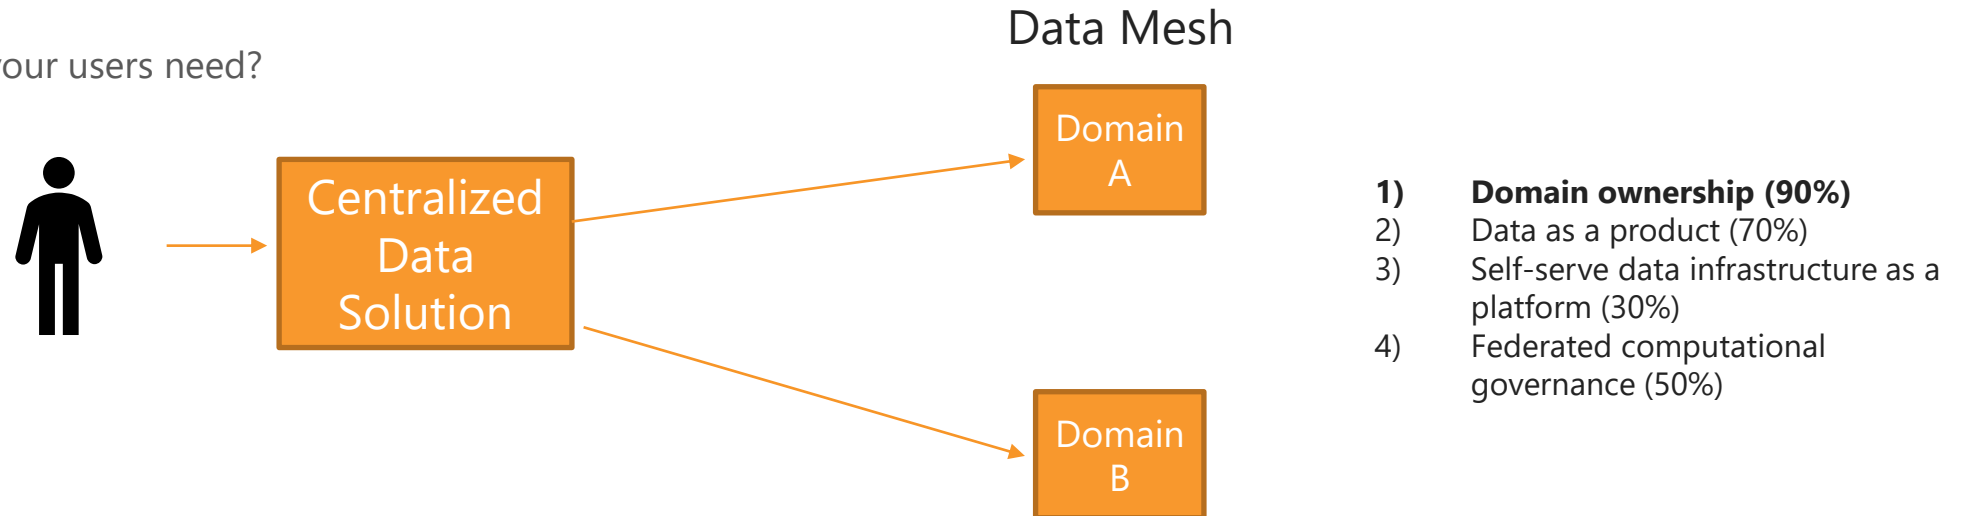 Data Mesh
your users need?
Domain
A
Centralized
Data
Solution
1) Domain ownership (90%)
2) Data as a product (70%)
3) Self-serve data infrastructure as a
platform (30%)
4) Federated computational
governance (50%)
Domain
B